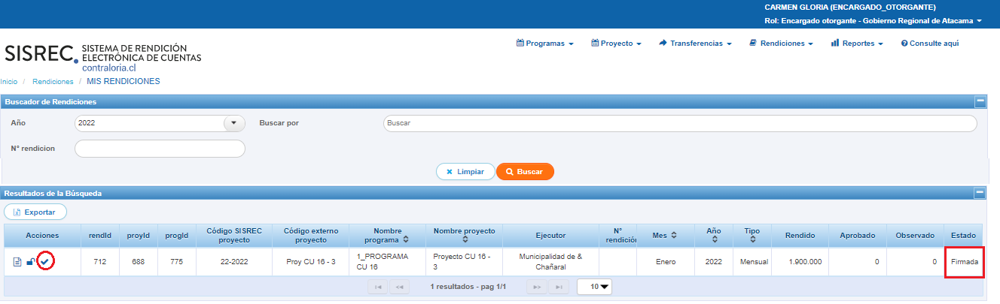 CARMEN GLORIA (ENCARGADO_OTORGANTE)
Rol: Encargado otorgante - Gobierno Regional de Atacama
SISREC. SISTEMA DE RENDICIÓN
ELECTRÓNICA DE CUENTAS
contraloria.cl
Programas Proyecto Transferencias Rendiciones Reportes Consulte aquí
Inicio / Rendiciones / MIS RENDICIONES
Buscador de Rendiciones
Año 2022 Buscar por Buscar
N° rendicion
Limpiar Buscar
Resultados de la Búsqueda
Exportar
Acciones rendId proyId progId Código SISREC proyecto Código externo proyecto Nombre programa Nombre proyecto Ejecutor N° rendición Mes Año Tipo Rendido Aprobado Observado Estado
712 688 775 22-2022 Proy CU 16 - 3 1_PROGRAMA CU 16 Proyecto CU 16 - 3 Municipalidad de & Chañaral Enero 2022 Mensual 1.900.000 0 0 Firmada
1 resultados - pag 1/1 10